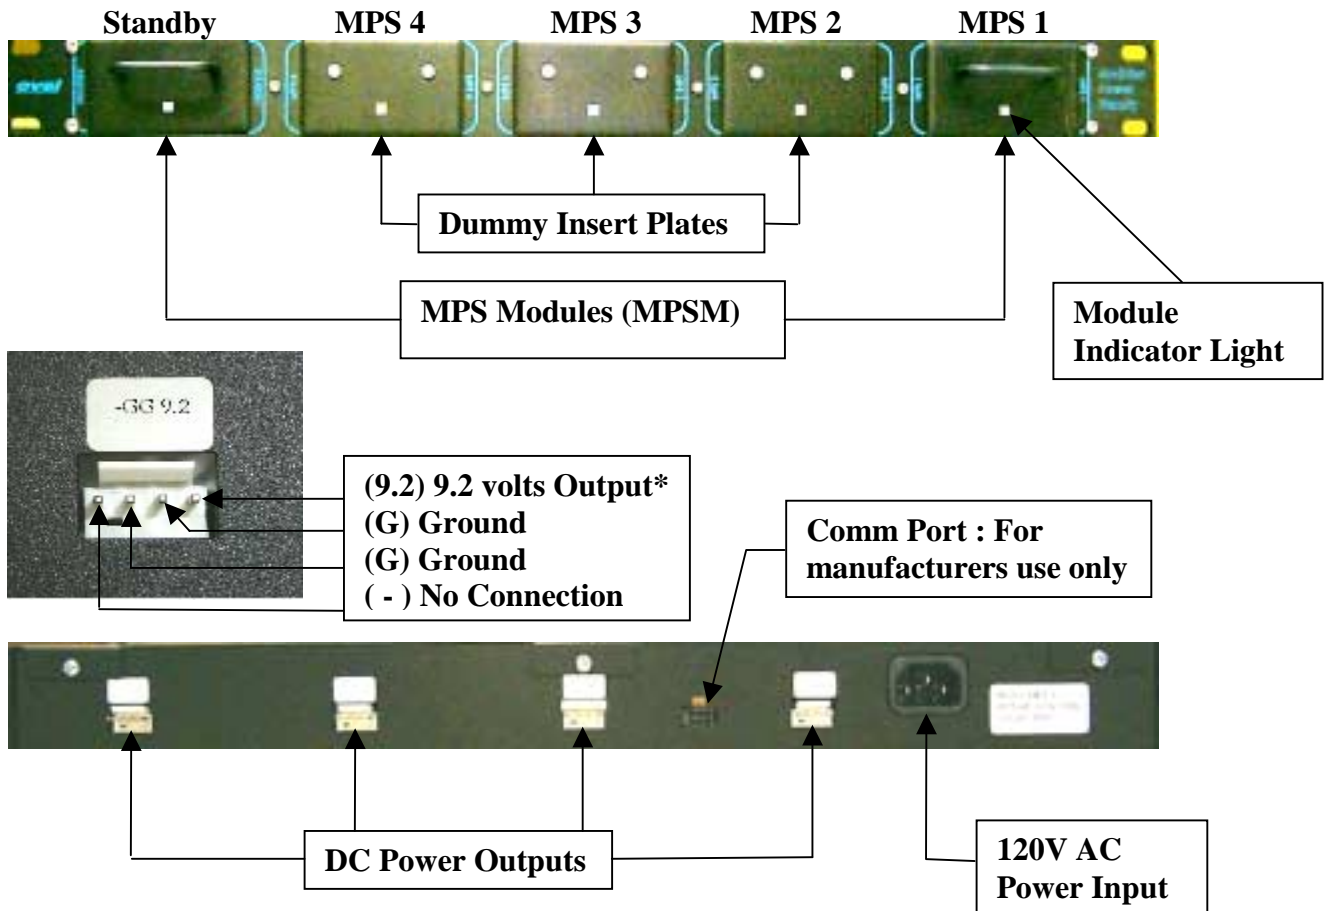 Standby MPS 4 MPS 3 MPS 2 MPS 1
Dummy Insert Plates
MPS Modules (MPSM)
Module
Indicator Light
-GG 9.2
(9.2) 9.2 volts Output*
(G) Ground
(G) Ground
( - ) No Connection
Comm Port : For
manufacturers use only
DC Power Outputs
120V AC
Power Input